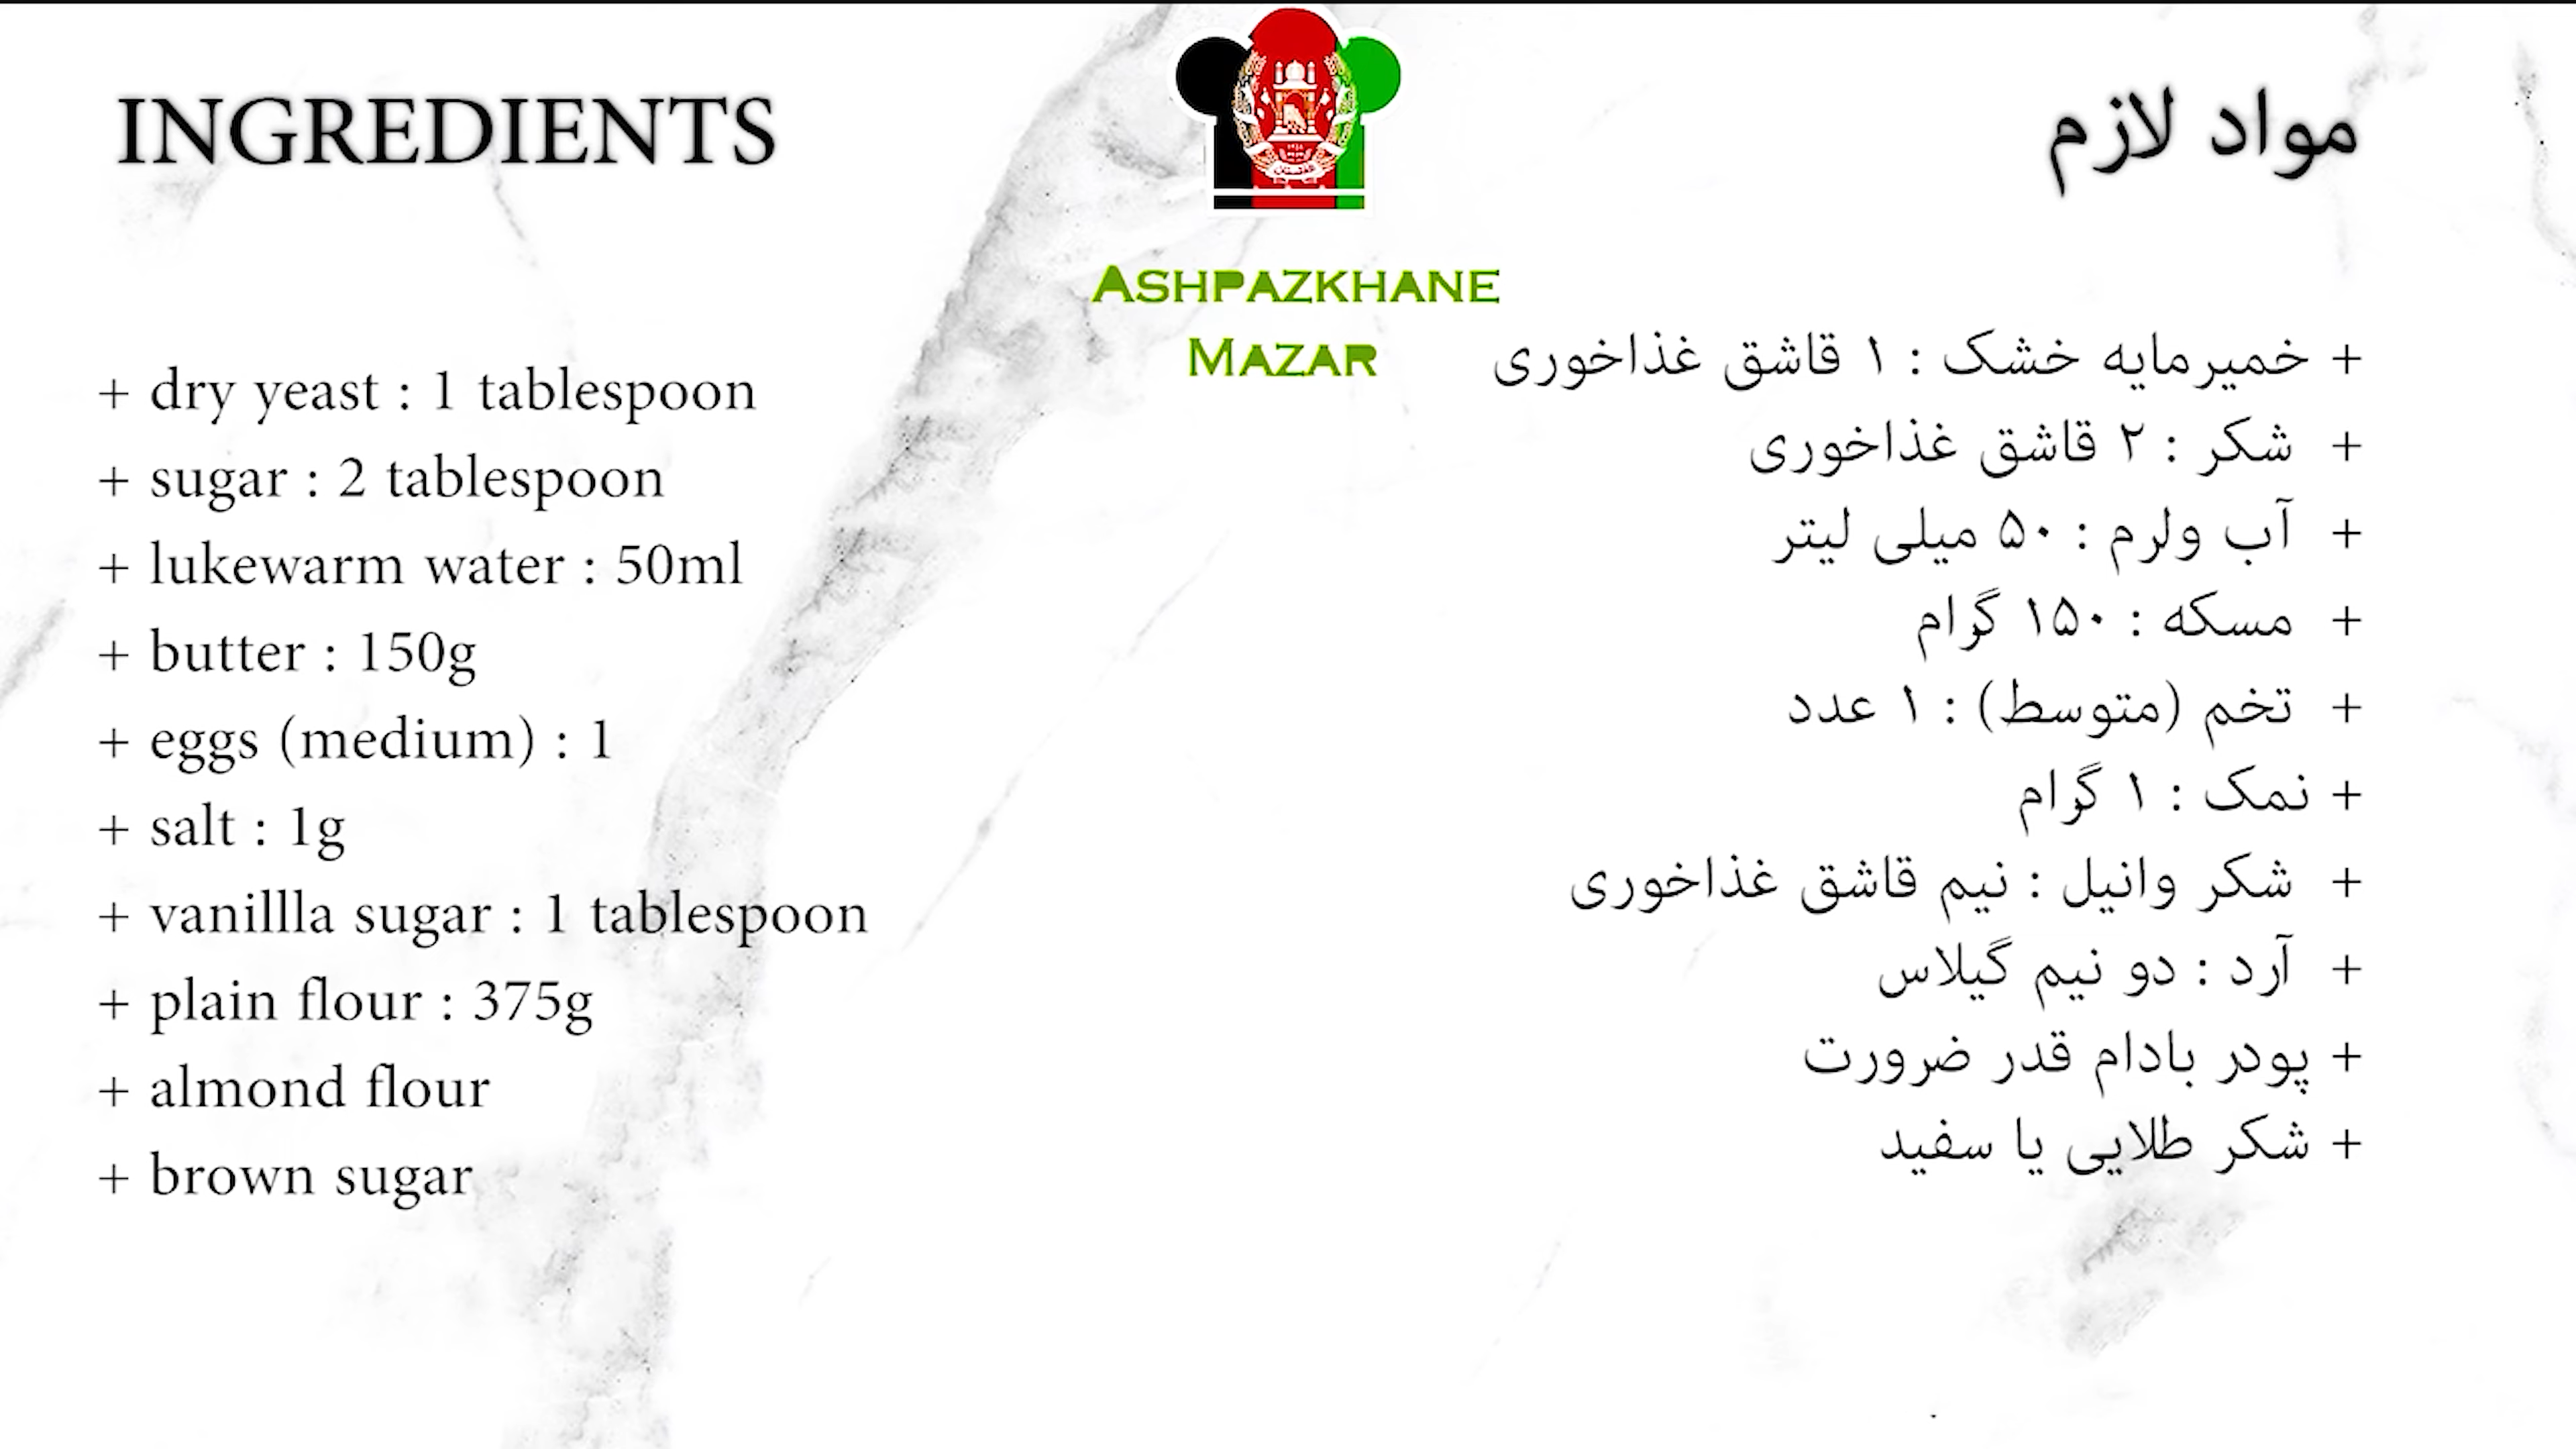 INGREDIENTS
+ dry yeast : 1 tablespoon
+ sugar : 2 tablespoon
+ lukewarm water : 50ml
+ butter : 150g
+ eggs (medium) : 1
+ salt : 1g
+ vanillla sugar : 1 tablespoon
+ plain flour : 375g
+ almond flour
+ brown sugar
ASHPAZKHANE
MAZAR
مواد لازم
+ خمیرمایه خشک : ۱ قاشق غذاخوری
+ شکر : ۲ قاشق غذاخوری
+ آب ولرم : ۵۰ میلی لیتر
+ مسکه : ۱۵۰ گرام
+ تخم (متوسط) : ۱ عدد
+ نمک : ۱ گرام
+ شکر وانیل : نیم قاشق غذاخوری
+ آرد : دو نیم گیلاس
+ پودر بادام قدر ضرورت
+ شکر طلایی یا سفید